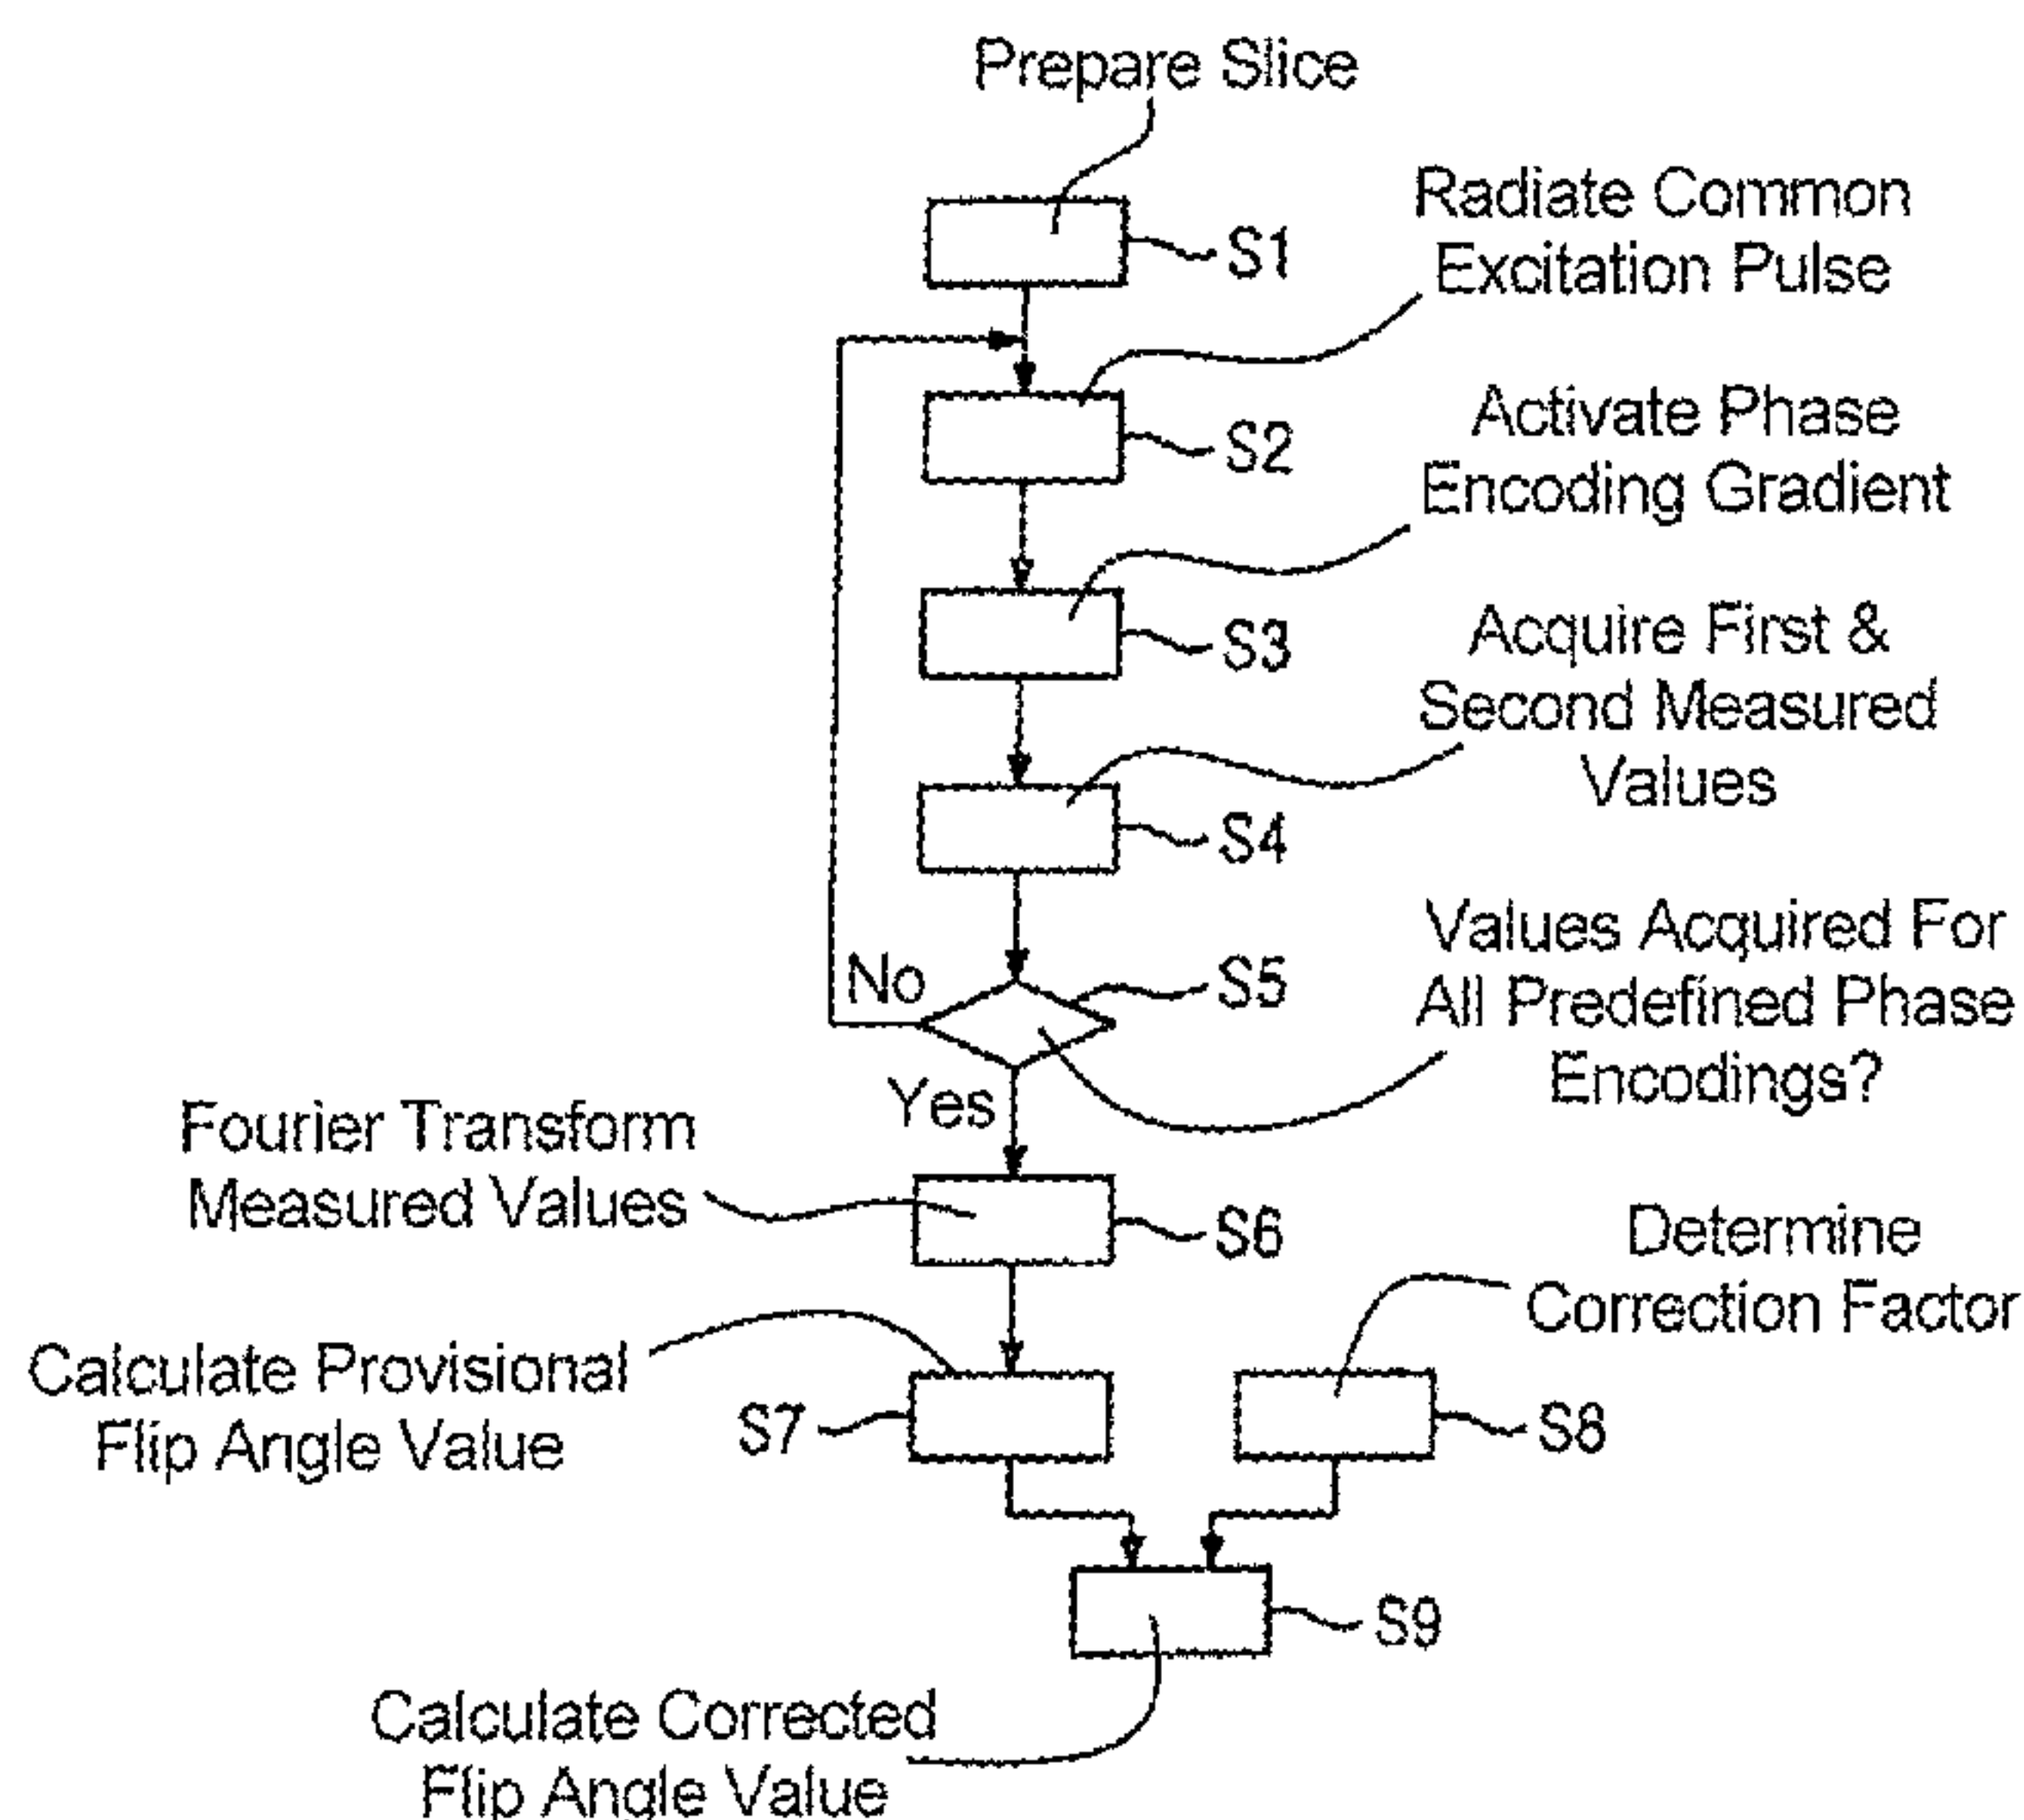 Prepare Slice
S1
Radiate Common
Excitation Pulse
S2
Activate Phase
Encoding Gradient
S3
Acquire First &
Second Measured
Values
S4
Values Acquired For
All Predefined Phase
Encodings?
S5
No
Yes
Fourier Transform
Measured Values
S6
Determine
Correction Factor
Calculate Provisional
Flip Angle Value
S7
S8
S9
Calculate Corrected
Flip Angle Value